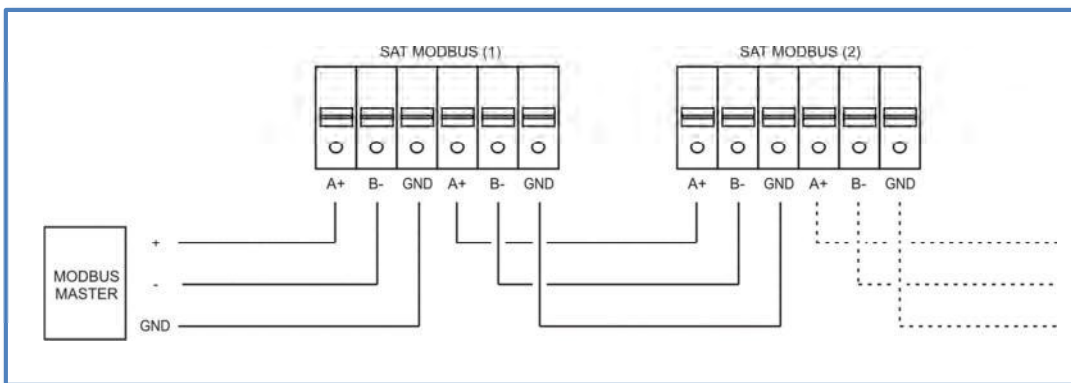 SAT MODBUS (1)
SAT MODBUS (2)
A+ B- GND A+ B- GND
A+ B- GND A+ B- GND
+
MODBUS
MASTER
-
GND